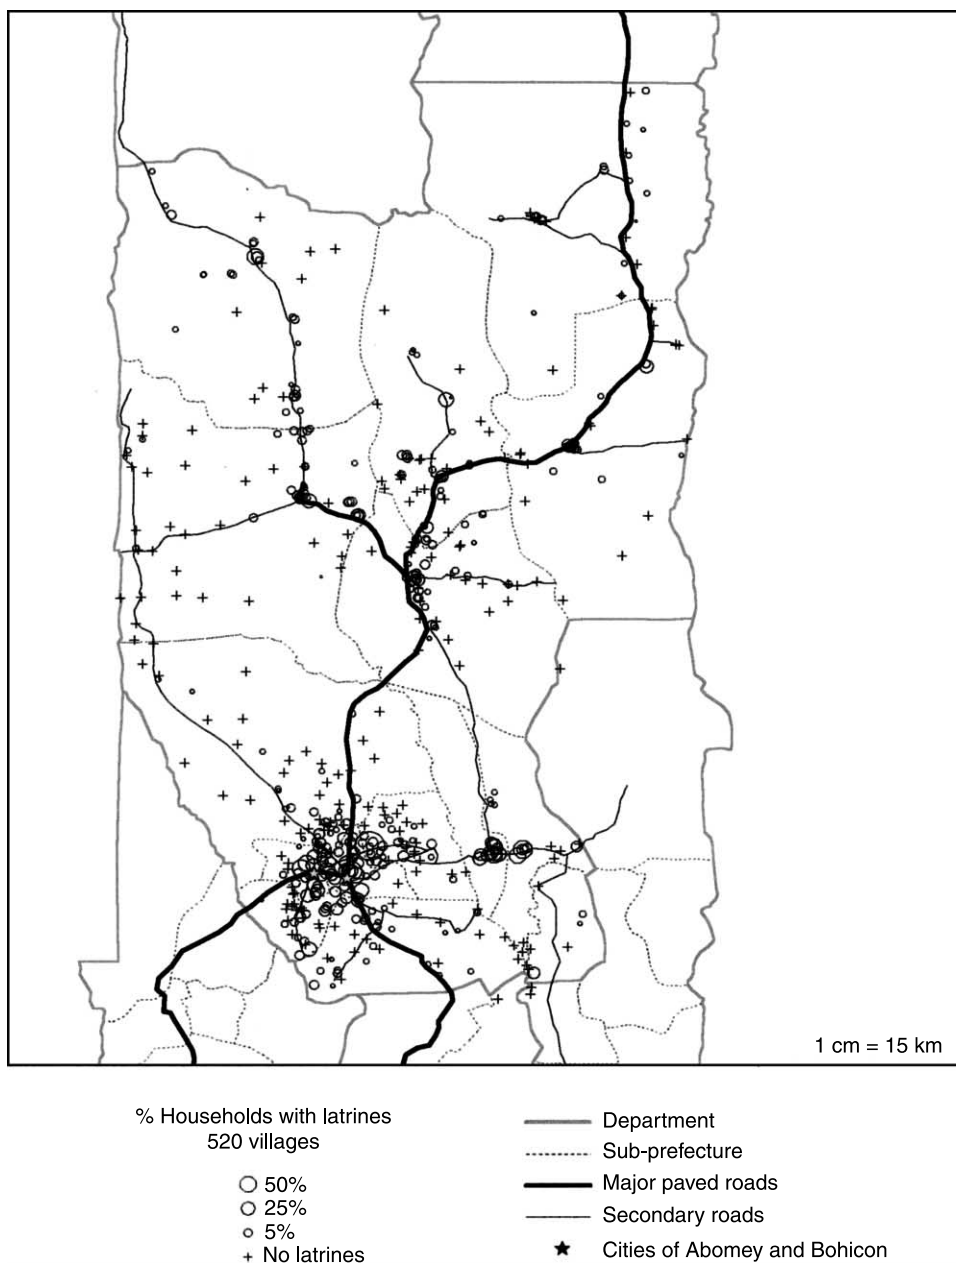 1 cm = 15 km
% Households with latrines
520 villages
50%
25%
5%
No latrines
Department
Sub-prefecture
Major paved roads
Secondary roads
Cities of Abomey and Bohicon